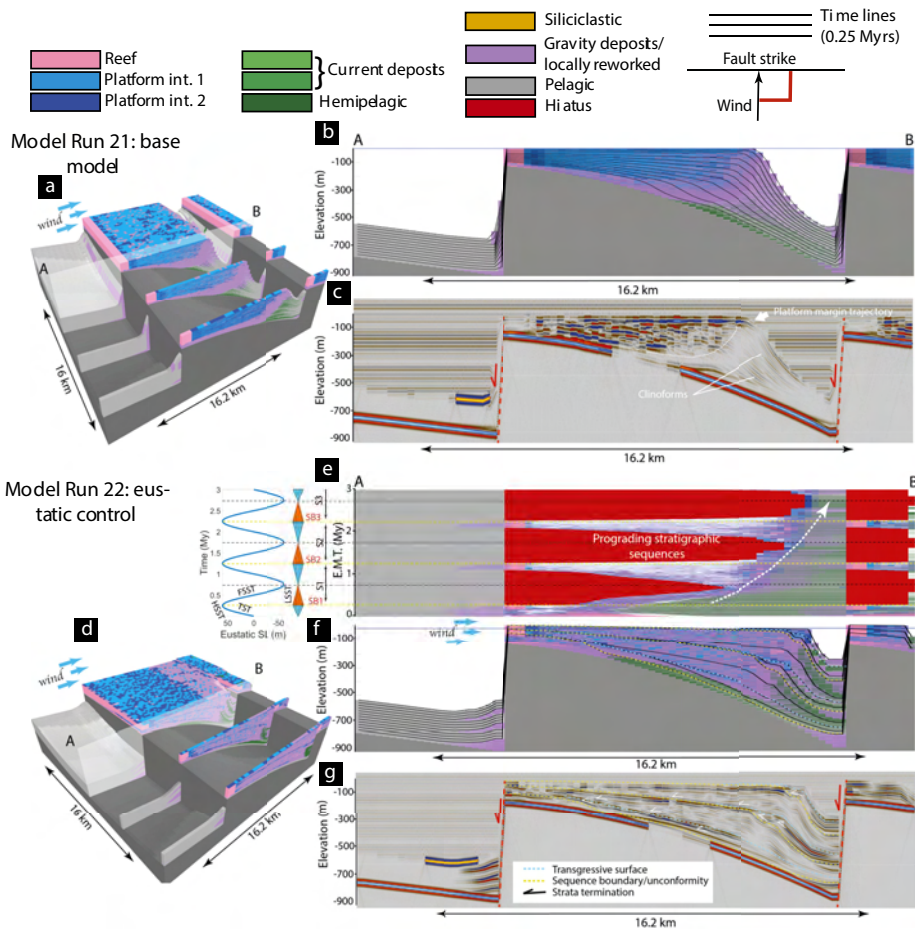 Reef
Platform int. 1
Platform int. 2
Current deposits
Hemipelagic
Siliciclastic
Gravity deposits/
locally reworked
Pelagic
Hiatus
Time lines
(0.25 Myrs)
Fault strike
Wind
Model Run 21: base
model
a
wind
A
B
16 km
16.2 km
b
A
B
Elevation (m)
-100
-300
-500
-700
-900
16.2 km
c
Elevation (m)
-100
-300
-500
-700
-900
Platform margin trajectory
Clinoforms
16.2 km
Model Run 22: eus-
tatic control
Time (My)
3
2.5
2
1.5
1
0.5
0
50
0
-50
Eustatic SL (m)
HSST
TST
FSST
LSST
SB3
SB2
SB1
S3
S2
S1
e
A
B
E.M.T. (My)
3
2
1
0
Prograding stratigraphic
sequences
d
wind
A
B
16 km
16.2 km
f
wind
Elevation (m)
-100
-300
-500
-700
-900
16.2 km
g
Elevation (m)
-100
-300
-500
-700
-900
Transgressive surface
Sequence boundary/unconformity
Strata termination
16.2 km